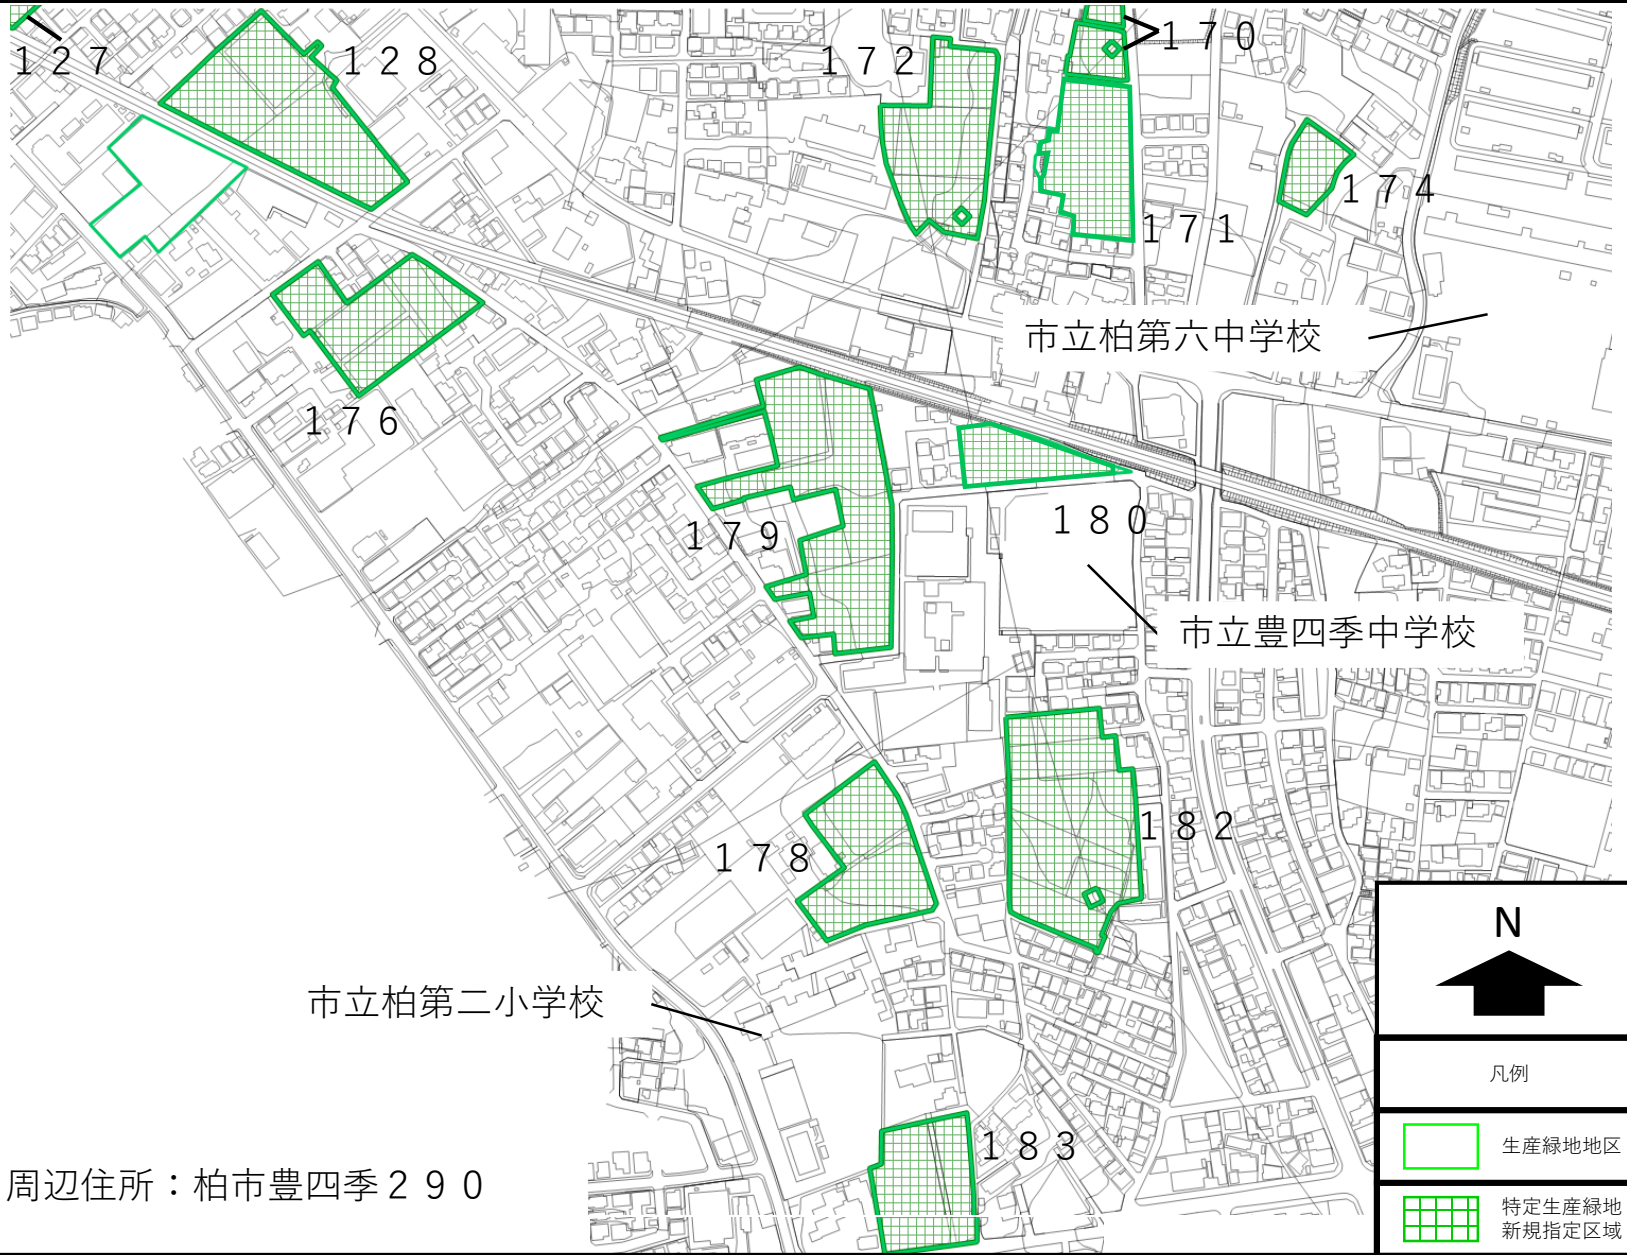 １２７
１２８
１７２
１７０
１７４
１７１
市立柏第六中学校
１７６
１７９
１８０
市立豊四季中学校
１８２
１７８
N
市立柏第二小学校
凡例
１８３
生産緑地地区
周辺住所：柏市豊四季２９０
特定生産緑地
新規指定区域